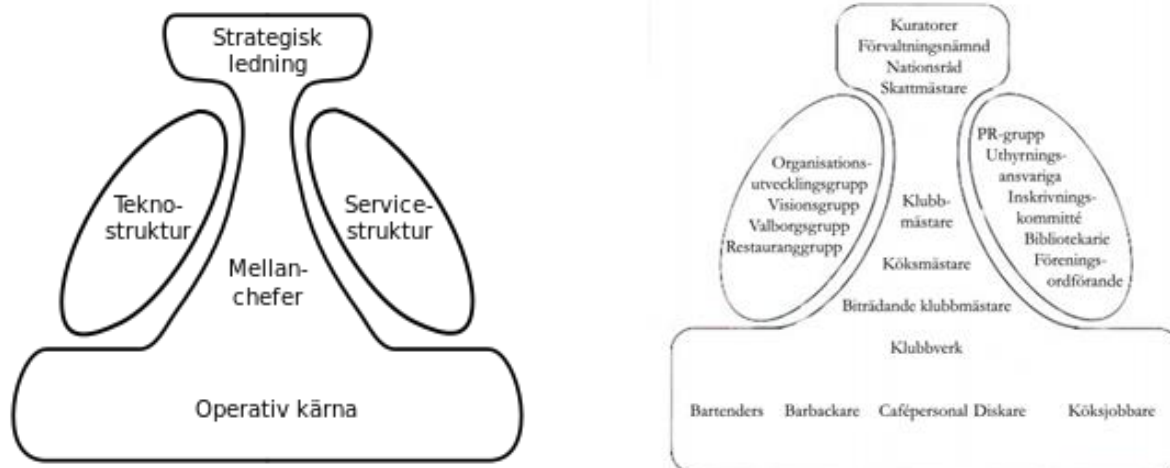 Strategisk
ledning
Tekno-
struktur
Service-
struktur
Mellan-
chefer
Operativ kärna
Kuratorer
Förvaltningsnämnd
Nationsråd
Skattmästare
Organisations-
utvecklingsgrupp
Visionsgrupp
Valborgsgrupp
Restauranggrupp
Klubb-
mästare
Köksmästare
Biträdande klubbmästare
Klubbverk
PR-grupp
Uthyrnings-
ansvariga
Inskrivnings-
kommitté
Bibliotekarie
Förenings-
ordförande
Bartenders Barbackare Cafépersonal Diskare Köksjobbare